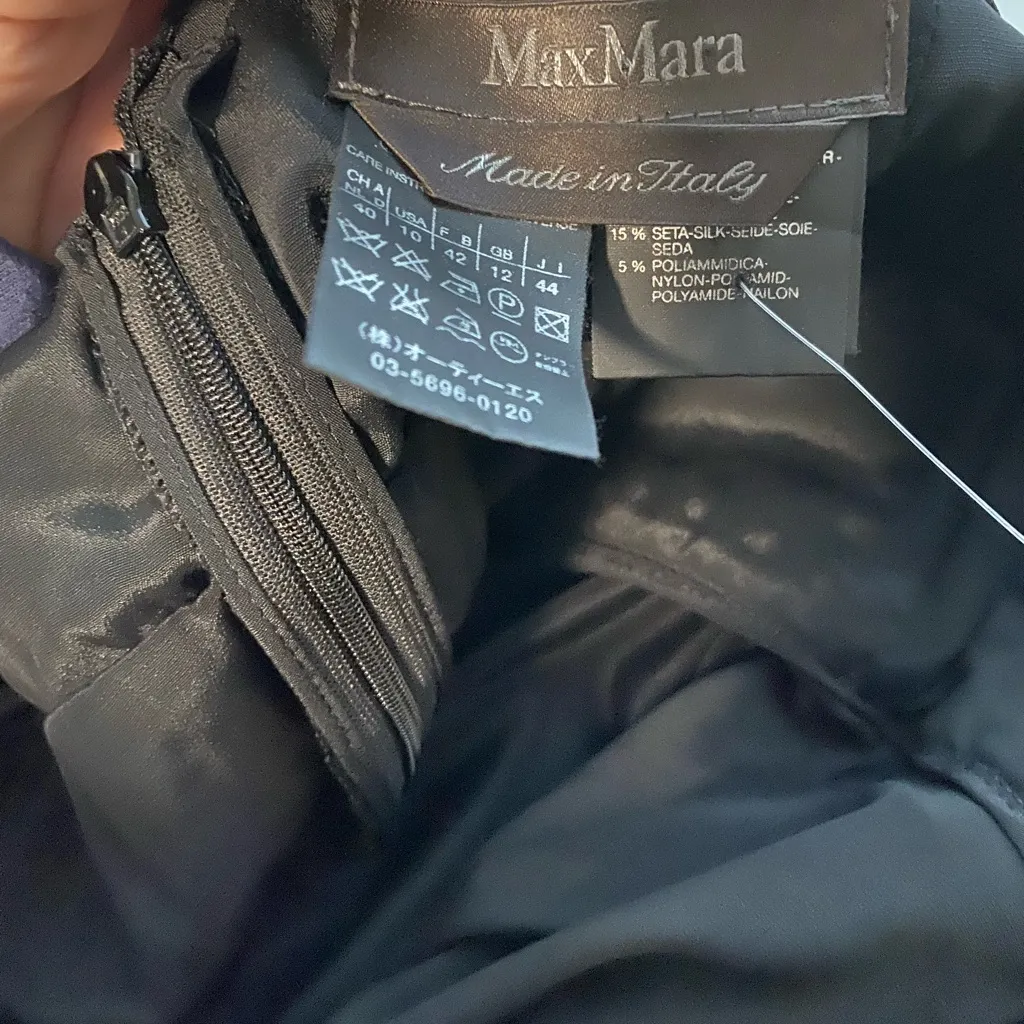 MaxMara
Made in Italy
CARE INSTR
CH A
NL D
40
USA
10
F B
42
GB
12
J I
44
P
(株)オーティーエス
03-5696-0120
R-
15 % SETA-SILK-SEIDE-SOIE-
SEDA
5 % POLIAMMIDICA-
NYLON-POLYAMID-
POLYAMIDE-NAILON